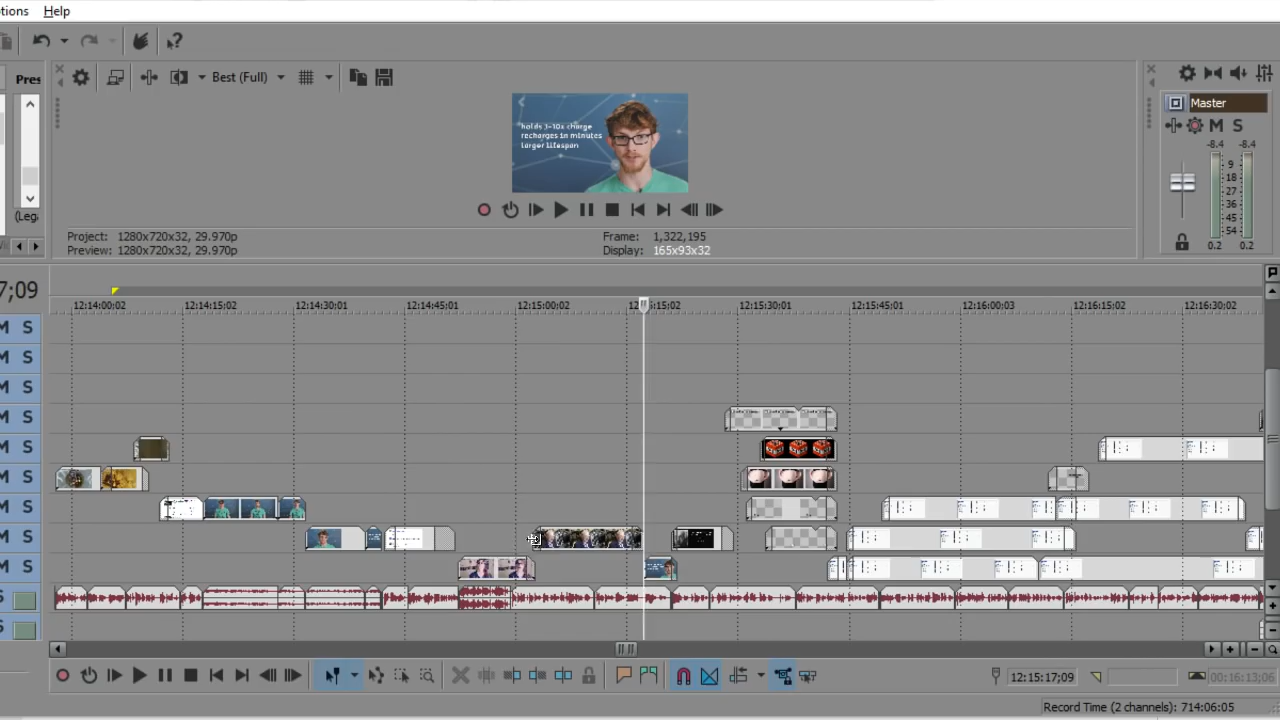 ptions Help
Pres
Best (Full)
Master
M S
holds 3-10x charge
recharges in minutes
larger lifespan
-8.4 -8.4
9
18
27
36
45
54
0.2 0.2
(Leg
Project: 1280x720x32, 29.970p
Preview: 1280x720x32, 29.970p
Frame: 1,322,195
Display: 165x93x32
7;09
12:14:00;02 12:14:15;02 12:14:30;01 12:14:45;01 12:15:00;02 15;02 12:15:30;01 12:15:45;01 12:16:00;03 12:16:15;02 12:16:30;02
M S
M S
M S
M S
M S
M S
M S
M S
M S
S
S
12:15:17;09
00:16:13;06
Record Time (2 channels): 714:06:05